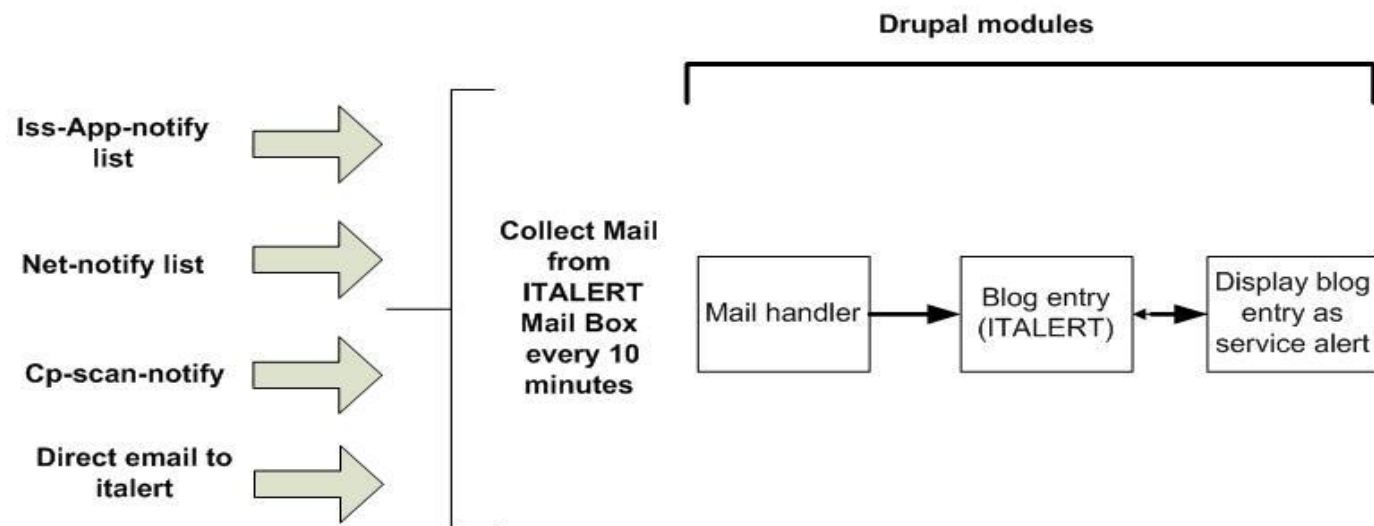 Drupal modules
Iss-App-notify
list
Net-notify list
Cp-scan-notify
Direct email to
italert
Collect Mail
from
ITALERT
Mail Box
every 10
minutes
Mail handler
Blog entry
(ITALERT)
Display blog
entry as
service alert